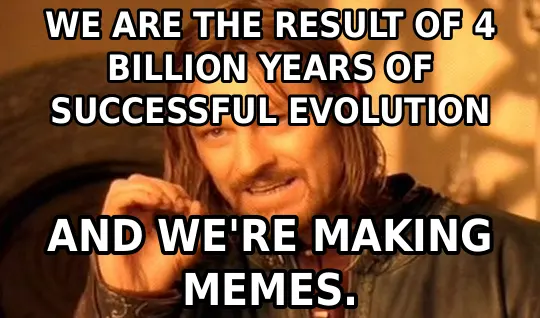 WE ARE THE RESULT OF 4
BILLION YEARS OF
SUCCESSFUL EVOLUTION
AND WE'RE MAKING
MEMES.